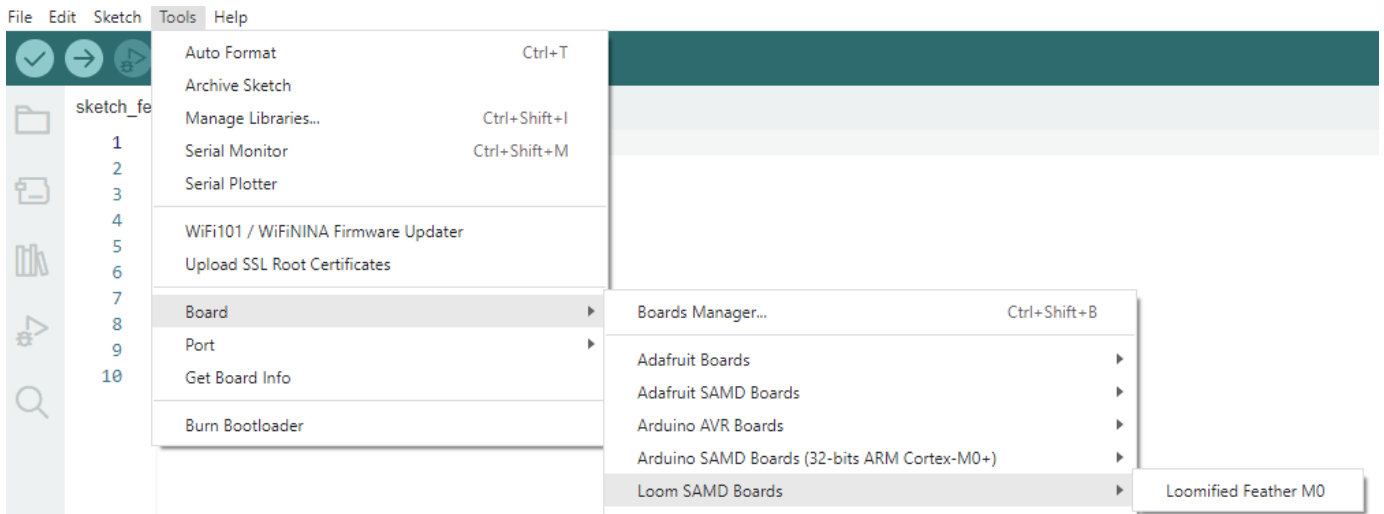 File Edit Sketch Tools Help
Auto Format Ctrl+T
Archive Sketch
sketch_fe
Manage Libraries... Ctrl+Shift+I
1
Serial Monitor Ctrl+Shift+M
2
Serial Plotter
3
4
WiFi101 / WiFiNINA Firmware Updater
5
Upload SSL Root Certificates
6
7
Board
Boards Manager... Ctrl+Shift+B
8
Port
9
Adafruit Boards
Get Board Info
10
Adafruit SAMD Boards
Burn Bootloader
Arduino AVR Boards
Arduino SAMD Boards (32-bits ARM Cortex-M0+)
Loom SAMD Boards
Loomified Feather M0